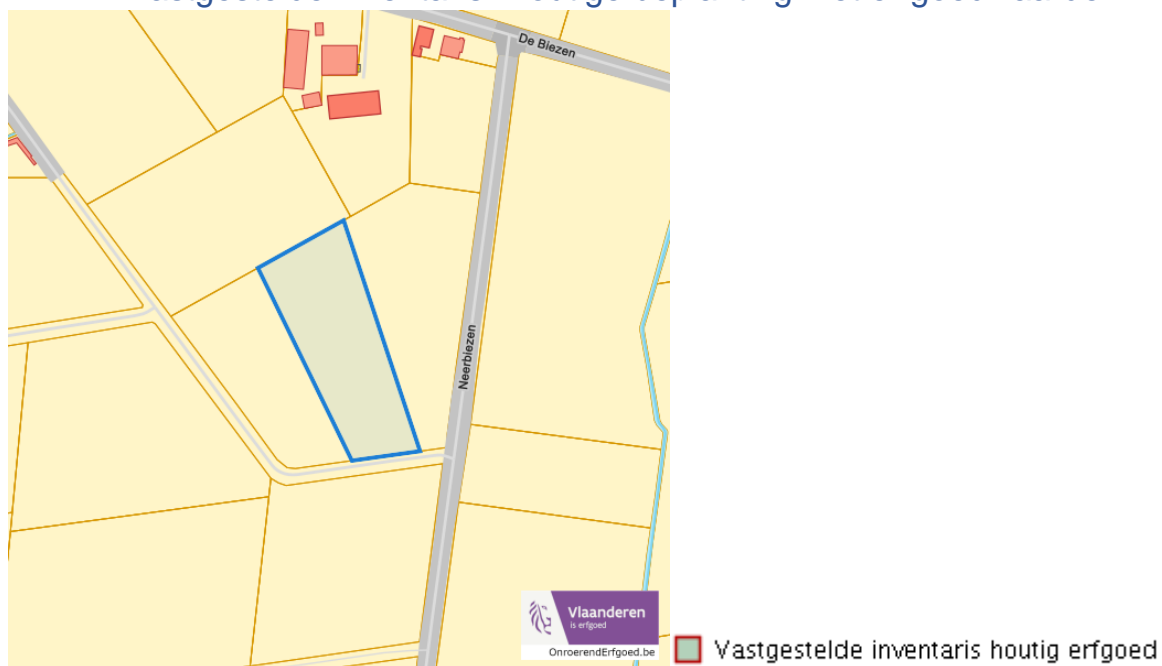 De Biezen
Neerbiezen
Vlaanderen
is erfgoed
OnroerendErfgoed.be
Vastgestelde inventaris houtig erfgoed